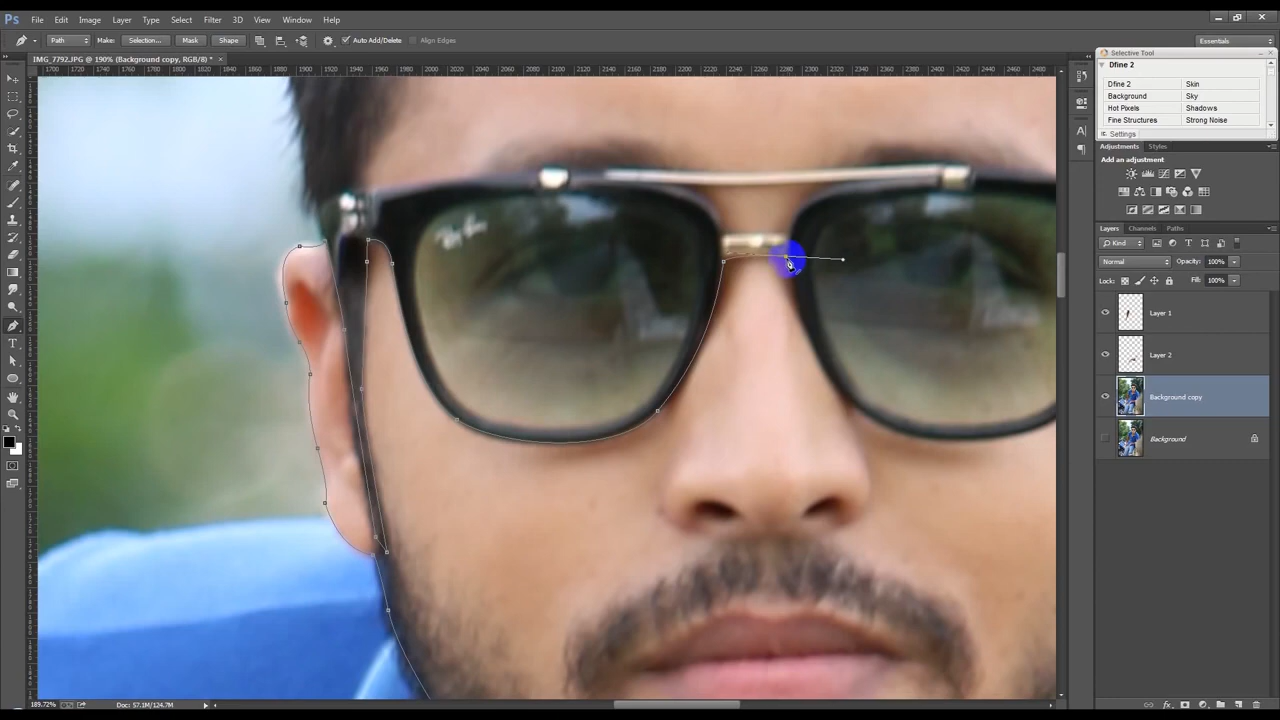 Ps File Edit Image Layer Type Select Filter 3D View Window Help
Path Make: Selection... Mask Shape Auto Add/Delete Align Edges Essentials
IMG_7792.JPG @ 190% (Background copy, RGB/8) * ×
Selective Tool
Dfine 2
Dfine 2 Skin
Background Sky
Hot Pixels Shadows
Fine Structures Strong Noise
Settings
Adjustments Styles
Add an adjustment
Layers Channels Paths
Kind
Normal Opacity: 100%
Lock: Fill: 100%
Layer 1
Layer 2
Background copy
Background
Ray-Ban
189.72% Doc: 57.1M/124.7M